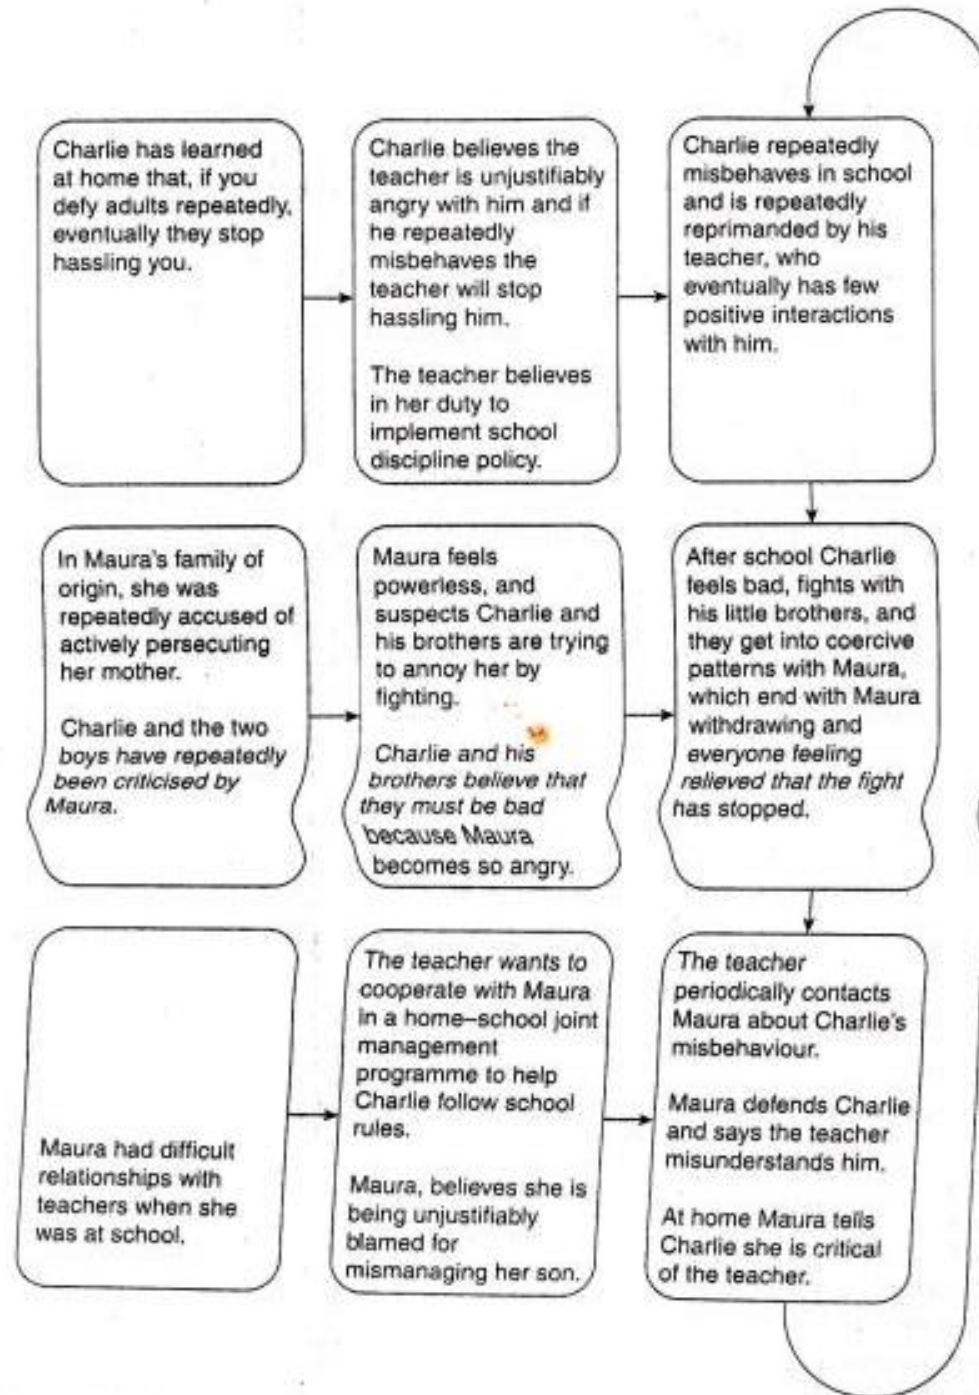 Charlie has learned
at home that, if you
defy adults repeatedly,
eventually they stop
hassling you.
Charlie believes the
teacher is unjustifiably
angry with him and if
he repeatedly
misbehaves the
teacher will stop
hassling him.
The teacher believes
in her duty to
implement school
discipline policy.
Charlie repeatedly
misbehaves in school
and is repeatedly
reprimanded by his
teacher, who
eventually has few
positive interactions
with him.
In Maura's family of
origin, she was
repeatedly accused of
actively persecuting
her mother.
Charlie and the two
boys have repeatedly
been criticised by
Maura.
Maura feels
powerless, and
suspects Charlie and
his brothers are trying
to annoy her by
fighting.
Charlie and his
brothers believe that
they must be bad
because Maura
becomes so angry.
After school Charlie
feels bad, fights with
his little brothers, and
they get into coercive
patterns with Maura,
which end with Maura
withdrawing and
everyone feeling
relieved that the fight
has stopped.
Maura had difficult
relationships with
teachers when she
was at school.
The teacher wants to
cooperate with Maura
in a home–school joint
management
programme to help
Charlie follow school
rules.
Maura, believes she is
being unjustifiably
blamed for
mismanaging her son.
The teacher
periodically contacts
Maura about Charlie's
misbehaviour.
Maura defends Charlie
and says the teacher
misunderstands him.
At home Maura tells
Charlie she is critical
of the teacher.